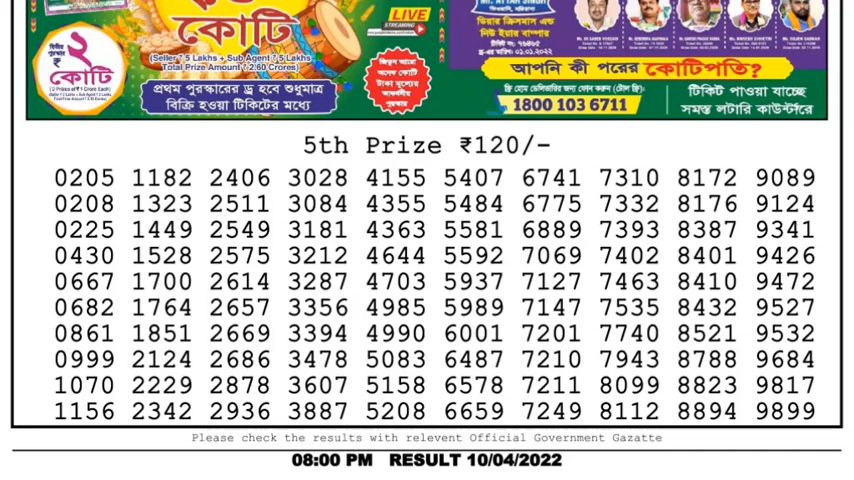 কোটি
LIVE
দ্বিতীয় পুরস্কার
₹ ২
কোটি
(Seller ₹ 5 Lakhs + Sub Agent ₹ 5 Lakhs
Total Prize Amount ₹ 2.60 Crores)
প্রথম পুরস্কারের ড্র হবে শুধুমাত্র
বিক্রি হওয়া টিকিটের মধ্যে
ডিয়ার ক্রিসমাস এন্ড
নিউ ইয়ার বাম্পার
আপনি কী পরের কোটিপতি?
ফ্রি হোম ডেলিভারির জন্য ফোন করুন (টোল ফ্রি)
1800 103 6711
টিকিট পাওয়া যাচ্ছে
সমস্ত লটারি কাউন্টারে
5th Prize ₹120/-
0205 1182 2406 3028 4155 5407 6741 7310 8172 9089
0208 1323 2511 3084 4355 5484 6775 7332 8176 9124
0225 1449 2549 3181 4363 5581 6889 7393 8387 9341
0430 1528 2575 3212 4644 5592 7069 7402 8401 9426
0667 1700 2614 3287 4703 5937 7127 7463 8410 9472
0682 1764 2657 3356 4985 5989 7147 7535 8432 9527
0861 1851 2669 3394 4990 6001 7201 7740 8521 9532
0999 2124 2686 3478 5083 6487 7210 7943 8788 9684
1070 2229 2878 3607 5158 6578 7211 8099 8823 9817
1156 2342 2936 3887 5208 6659 7249 8112 8894 9899
Please check the results with relevent Official Government Gazatte
08:00 PM RESULT 10/04/2022